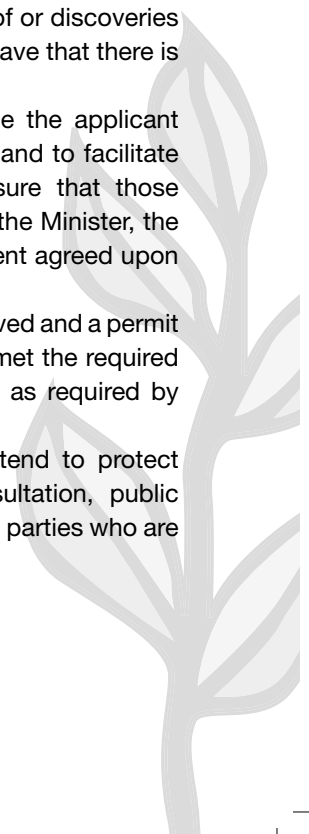 of or discoveries
ave that there is
e the applicant
and to facilitate
sure that those
the Minister, the
ent agreed upon
ved and a permit
met the required
as required by
tend to protect
sultation, public
parties who are